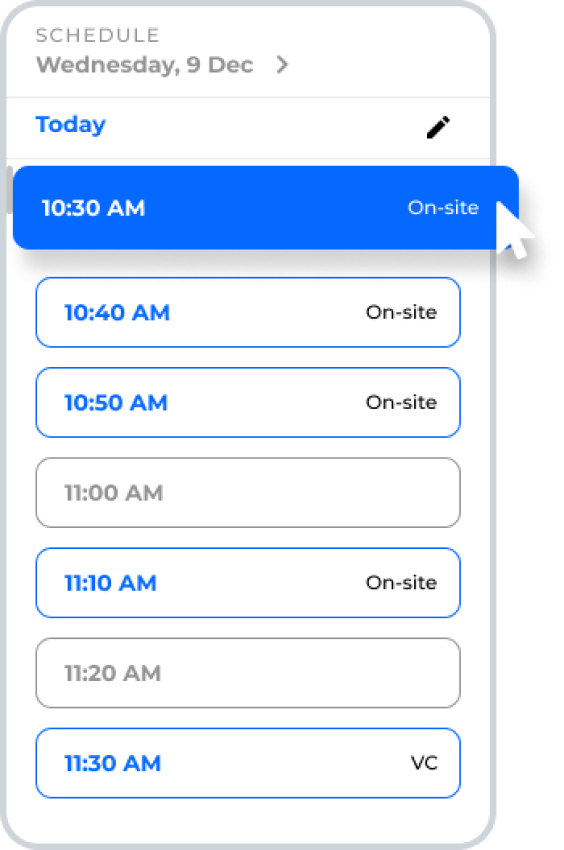 SCHEDULE
Wednesday, 9 Dec
Today
10:30 AM On-site
10:40 AM On-site
10:50 AM On-site
11:00 AM
11:10 AM On-site
11:20 AM
11:30 AM VC